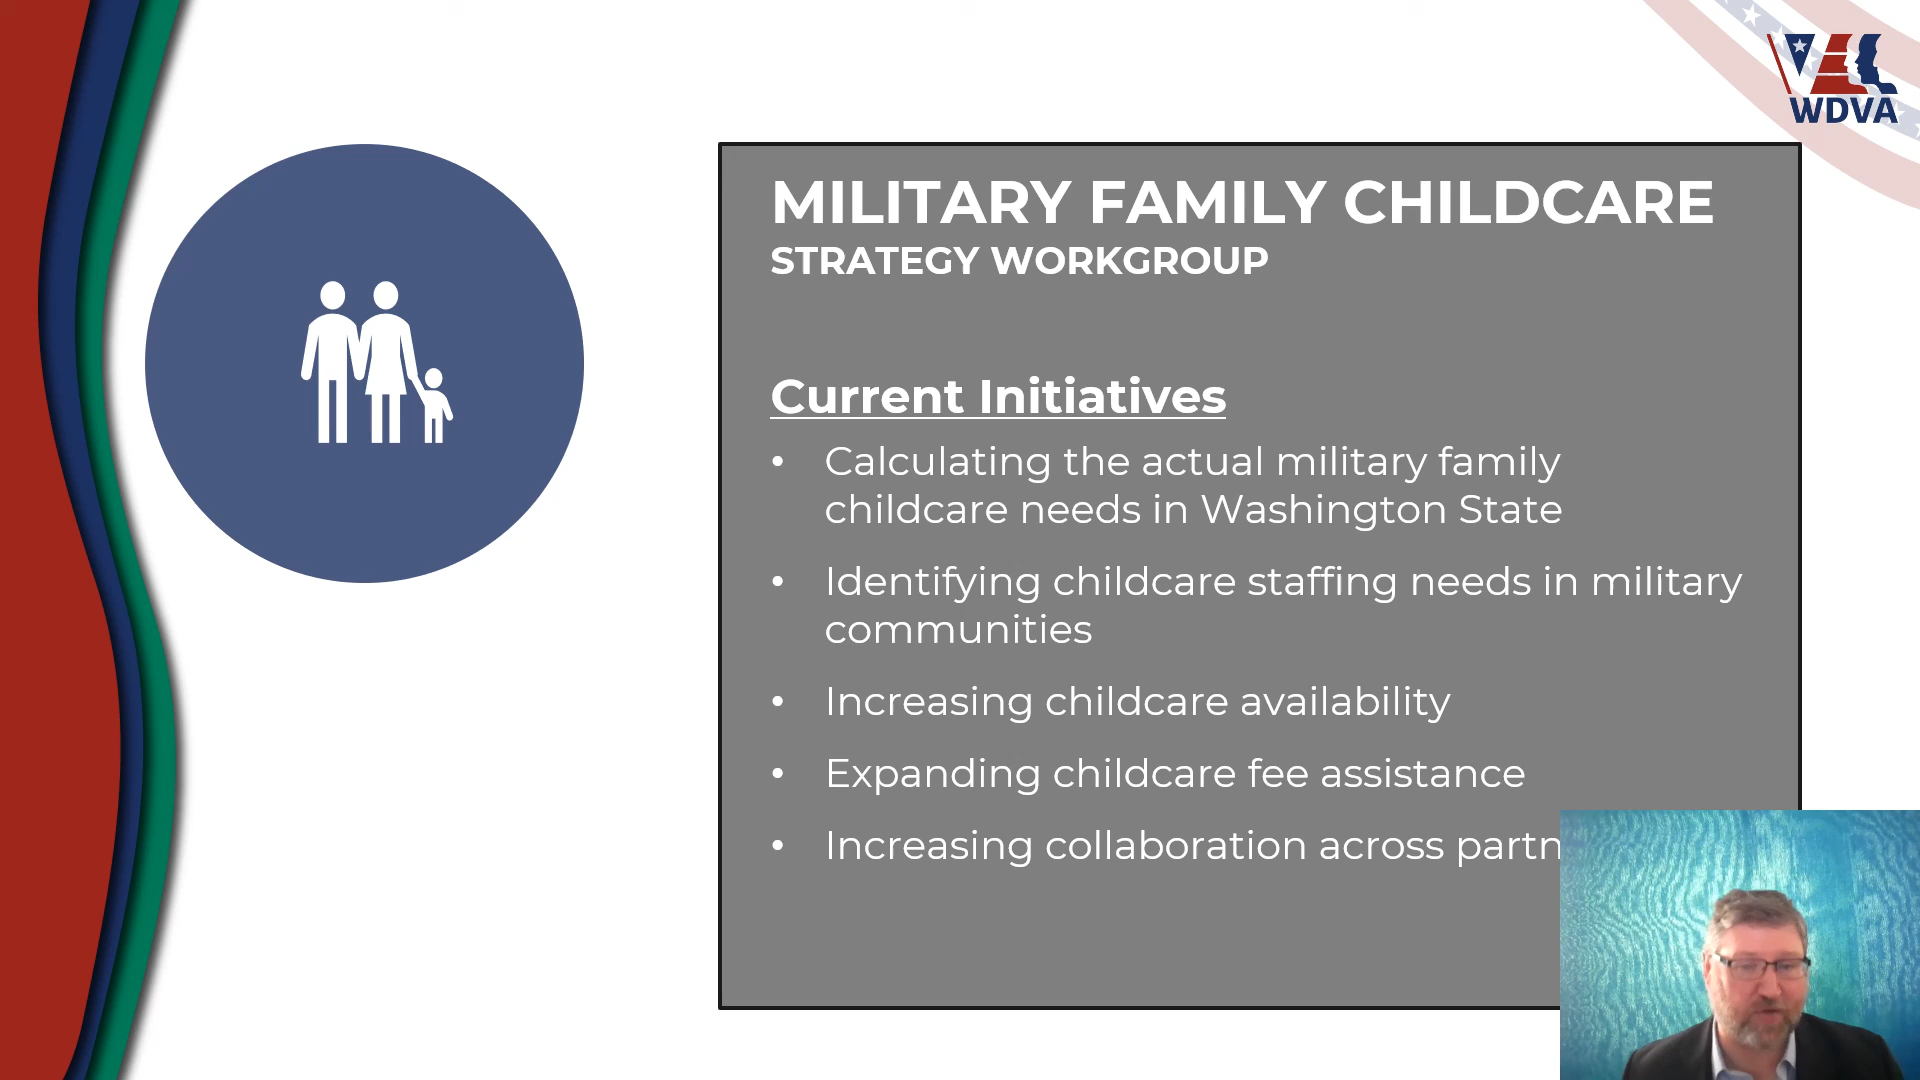 WDVA
MILITARY FAMILY CHILDCARE
STRATEGY WORKGROUP
Current Initiatives
• Calculating the actual military family
childcare needs in Washington State
• Identifying childcare staffing needs in military
communities
• Increasing childcare availability
• Expanding childcare fee assistance
• Increasing collaboration across partn